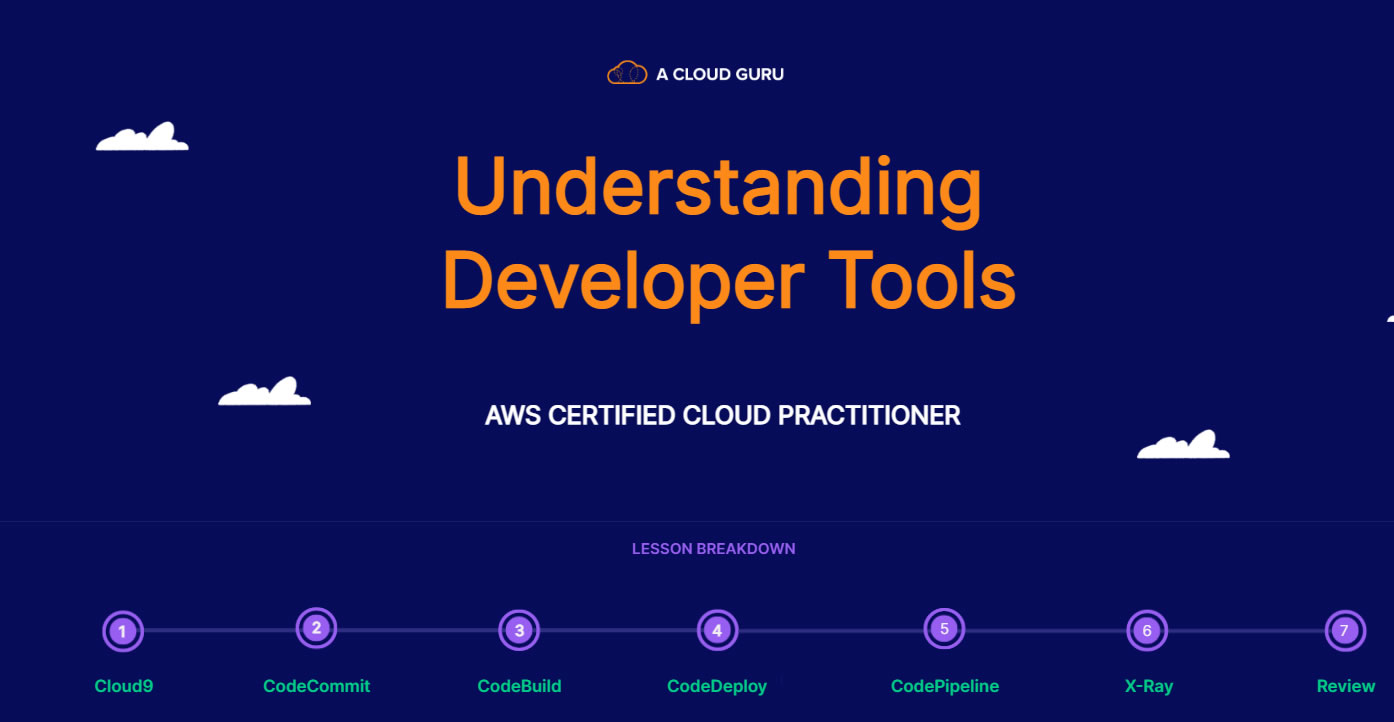 A CLOUD GURU
Understanding
Developer Tools
AWS CERTIFIED CLOUD PRACTITIONER
LESSON BREAKDOWN
1 2 3 4 5 6 7
Cloud9 CodeCommit CodeBuild CodeDeploy CodePipeline X-Ray Review